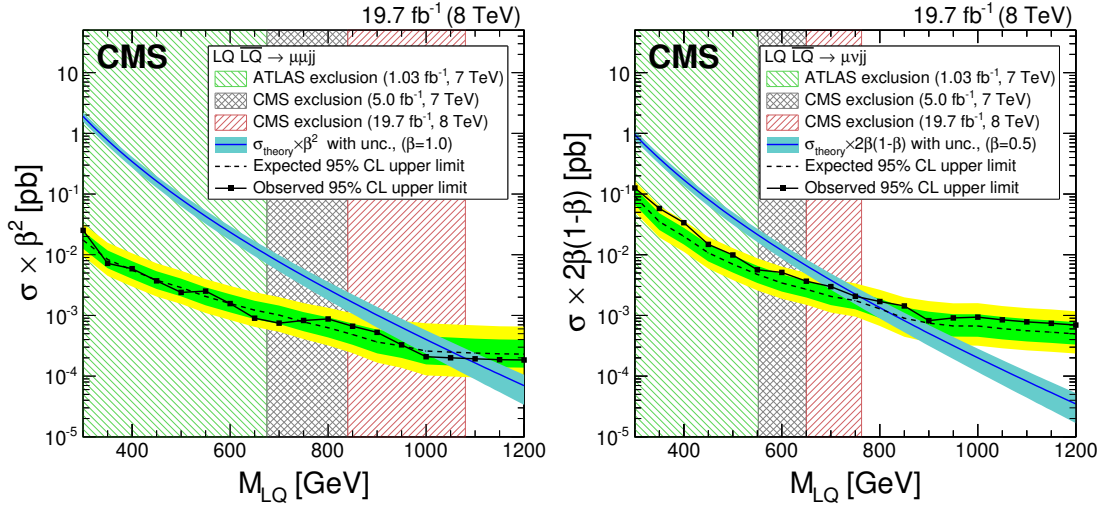 19.7 fb⁻¹ (8 TeV)
CMS
LQ L̅Q̅ → μμjj
ATLAS exclusion (1.03 fb⁻¹, 7 TeV)
CMS exclusion (5.0 fb⁻¹, 7 TeV)
CMS exclusion (19.7 fb⁻¹, 8 TeV)
σ_theory×β² with unc., (β=1.0)
Expected 95% CL upper limit
Observed 95% CL upper limit
σ × β² [pb]
10
1
10⁻¹
10⁻²
10⁻³
10⁻⁴
10⁻⁵
400 600 800 1000 1200
M_LQ [GeV]
19.7 fb⁻¹ (8 TeV)
CMS
LQ L̅Q̅ → μνjj
ATLAS exclusion (1.03 fb⁻¹, 7 TeV)
CMS exclusion (5.0 fb⁻¹, 7 TeV)
CMS exclusion (19.7 fb⁻¹, 8 TeV)
σ_theory×2β(1-β) with unc., (β=0.5)
Expected 95% CL upper limit
Observed 95% CL upper limit
σ × 2β(1-β) [pb]
10
1
10⁻¹
10⁻²
10⁻³
10⁻⁴
10⁻⁵
400 600 800 1000 1200
M_LQ [GeV]